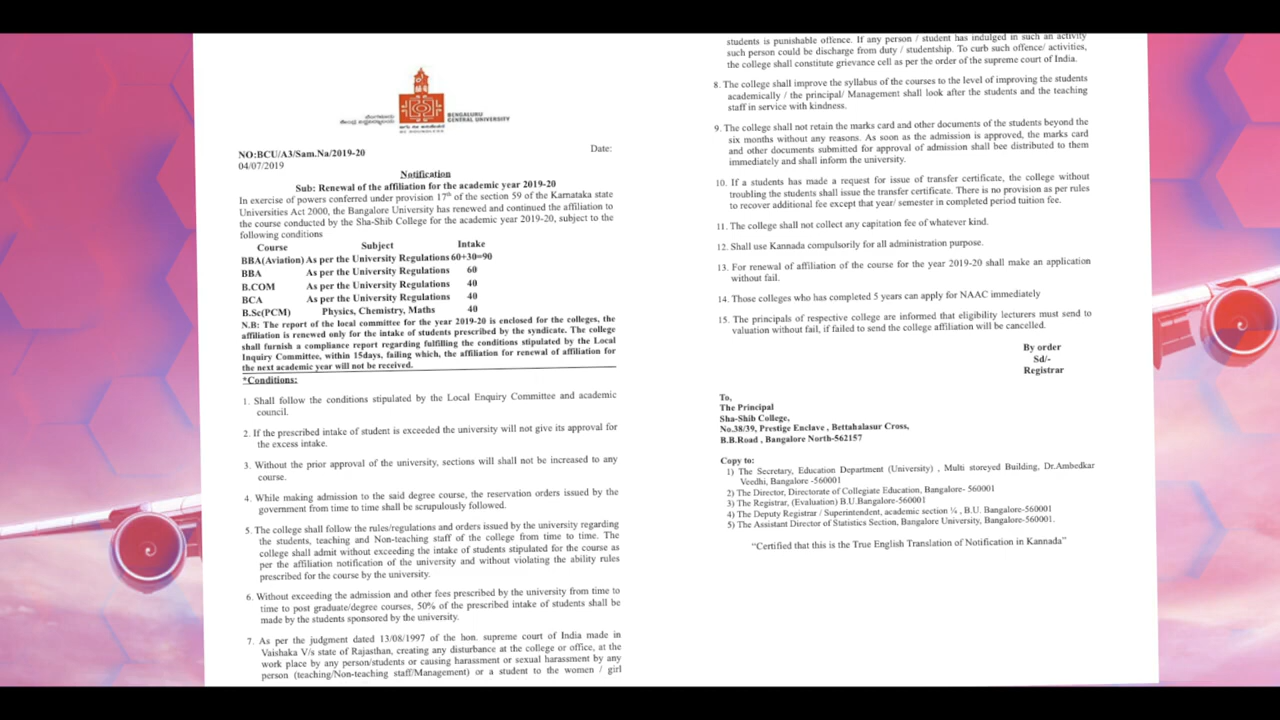 BENGALURU
GENERAL UNIVERSITY
NO:BCU/A3/Sam.Na/2019-20
Date:
04/07/2019
Notification
Sub: Renewal of the affiliation for the academic year 2019-20
In exercise of powers conferred under provision 17th of the section 59 of the Karnataka state
Universities Act 2000, the Bangalore University has renewed and continued the affiliation to
the course conducted by the Sha-Shib College for the academic year 2019-20, subject to the
following conditions
Course Subject Intake
BBA(Aviation) As per the University Regulations 60+30=90
BBA As per the University Regulations 60
B.COM As per the University Regulations 40
BCA As per the University Regulations 40
B.Sc(PCM) Physics, Chemistry, Maths 40
N.B: The report of the local committee for the year 2019-20 is enclosed for the colleges, the
affiliation is renewed only for the intake of students prescribed by the syndicate. The college
shall furnish a compliance report regarding fulfilling the conditions stipulated by the Local
Inquiry Committee, within 15days, failing which, the affiliation for renewal of affiliation for
the next academic year will not be received.
*Conditions:
1. Shall follow the conditions stipulated by the Local Enquiry Committee and academic
council.
2. If the prescribed intake of student is exceeded the university will not give its approval for
the excess intake.
3. Without the prior approval of the university, sections will shall not be increased to any
course.
4. While making admission to the said degree course, the reservation orders issued by the
government from time to time shall be scrupulously followed.
5. The college shall follow the rules/regulations and orders issued by the university regarding
the students, teaching and Non-teaching staff of the college from time to time. The
college shall admit without exceeding the intake of students stipulated for the course as
per the affiliation notification of the university and without violating the ability rules
prescribed for the course by the university.
6. Without exceeding the admission and other fees prescribed by the university from time to
time to post graduate/degree courses, 50% of the prescribed intake of students shall be
made by the students sponsored by the university.
7. As per the judgment dated 13/08/1997 of the hon. supreme court of India made in
Vaishaka V/s state of Rajasthan, creating any disturbance at the college or office, at the
work place by any person/students or causing harassment or sexual harassment by any
person (teaching/Non-teaching staff/Management) or a student to the women / girl
students is punishable offence. If any person / student has indulged in such an activity
such person could be discharge from duty / studentship. To curb such offence/ activities,
the college shall constitute grievance cell as per the order of the supreme court of India.
8. The college shall improve the syllabus of the courses to the level of improving the students
academically / the principal/ Management shall look after the students and the teaching
staff in service with kindness.
9. The college shall not retain the marks card and other documents of the students beyond the
six months without any reasons. As soon as the admission is approved, the marks card
and other documents submitted for approval of admission shall bee distributed to them
immediately and shall inform the university.
10. If a students has made a request for issue of transfer certificate, the college without
troubling the students shall issue the transfer certificate. There is no provision as per rules
to recover additional fee except that year/ semester in completed period tuition fee.
11. The college shall not collect any capitation fee of whatever kind.
12. Shall use Kannada compulsorily for all administration purpose.
13. For renewal of affiliation of the course for the year 2019-20 shall make an application
without fail.
14. Those colleges who has completed 5 years can apply for NAAC immediately
15. The principals of respective college are informed that eligibility lecturers must send to
valuation without fail, if failed to send the college affiliation will be cancelled.
By order
Sd/-
Registrar
To,
The Principal
Sha-Shib College,
No.38/39, Prestige Enclave , Bettahalasur Cross,
B.B.Road , Bangalore North-562157
Copy to:
1) The Secretary, Education Department (University) , Multi storeyed Building, Dr.Ambedkar
Veedhi, Bangalore -560001
2) The Director, Directorate of Collegiate Education, Bangalore- 560001
3) The Registrar, (Evaluation) B.U.Bangalore-560001
4) The Deputy Registrar / Superintendent, academic section ¼ , B.U. Bangalore-560001
5) The Assistant Director of Statistics Section, Bangalore University, Bangalore-560001.
"Certified that this is the True English Translation of Notification in Kannada"